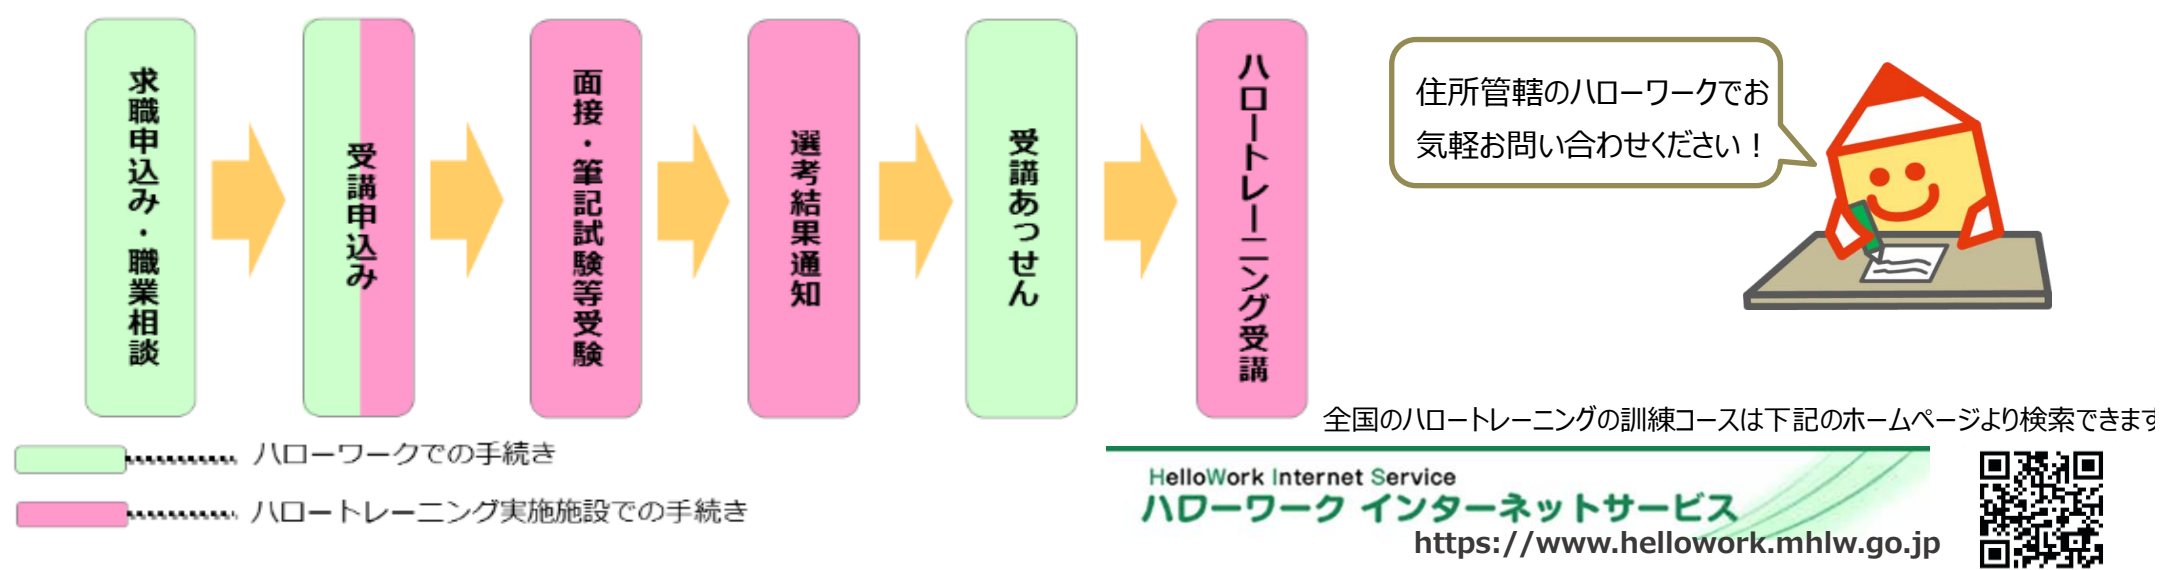 求職申込み・職業相談
受講申込み
面接・筆記試験等受験
選考結果通知
受講あっせん
ハロートレーニング受講
住所管轄のハローワークでお
気軽お問い合わせください！
ハローワークでの手続き
ハロートレーニング実施施設での手続き
全国のハロートレーニングの訓練コースは下記のホームページより検索できます
HelloWork Internet Service
ハローワーク インターネットサービス
https://www.hellowork.mhlw.go.jp